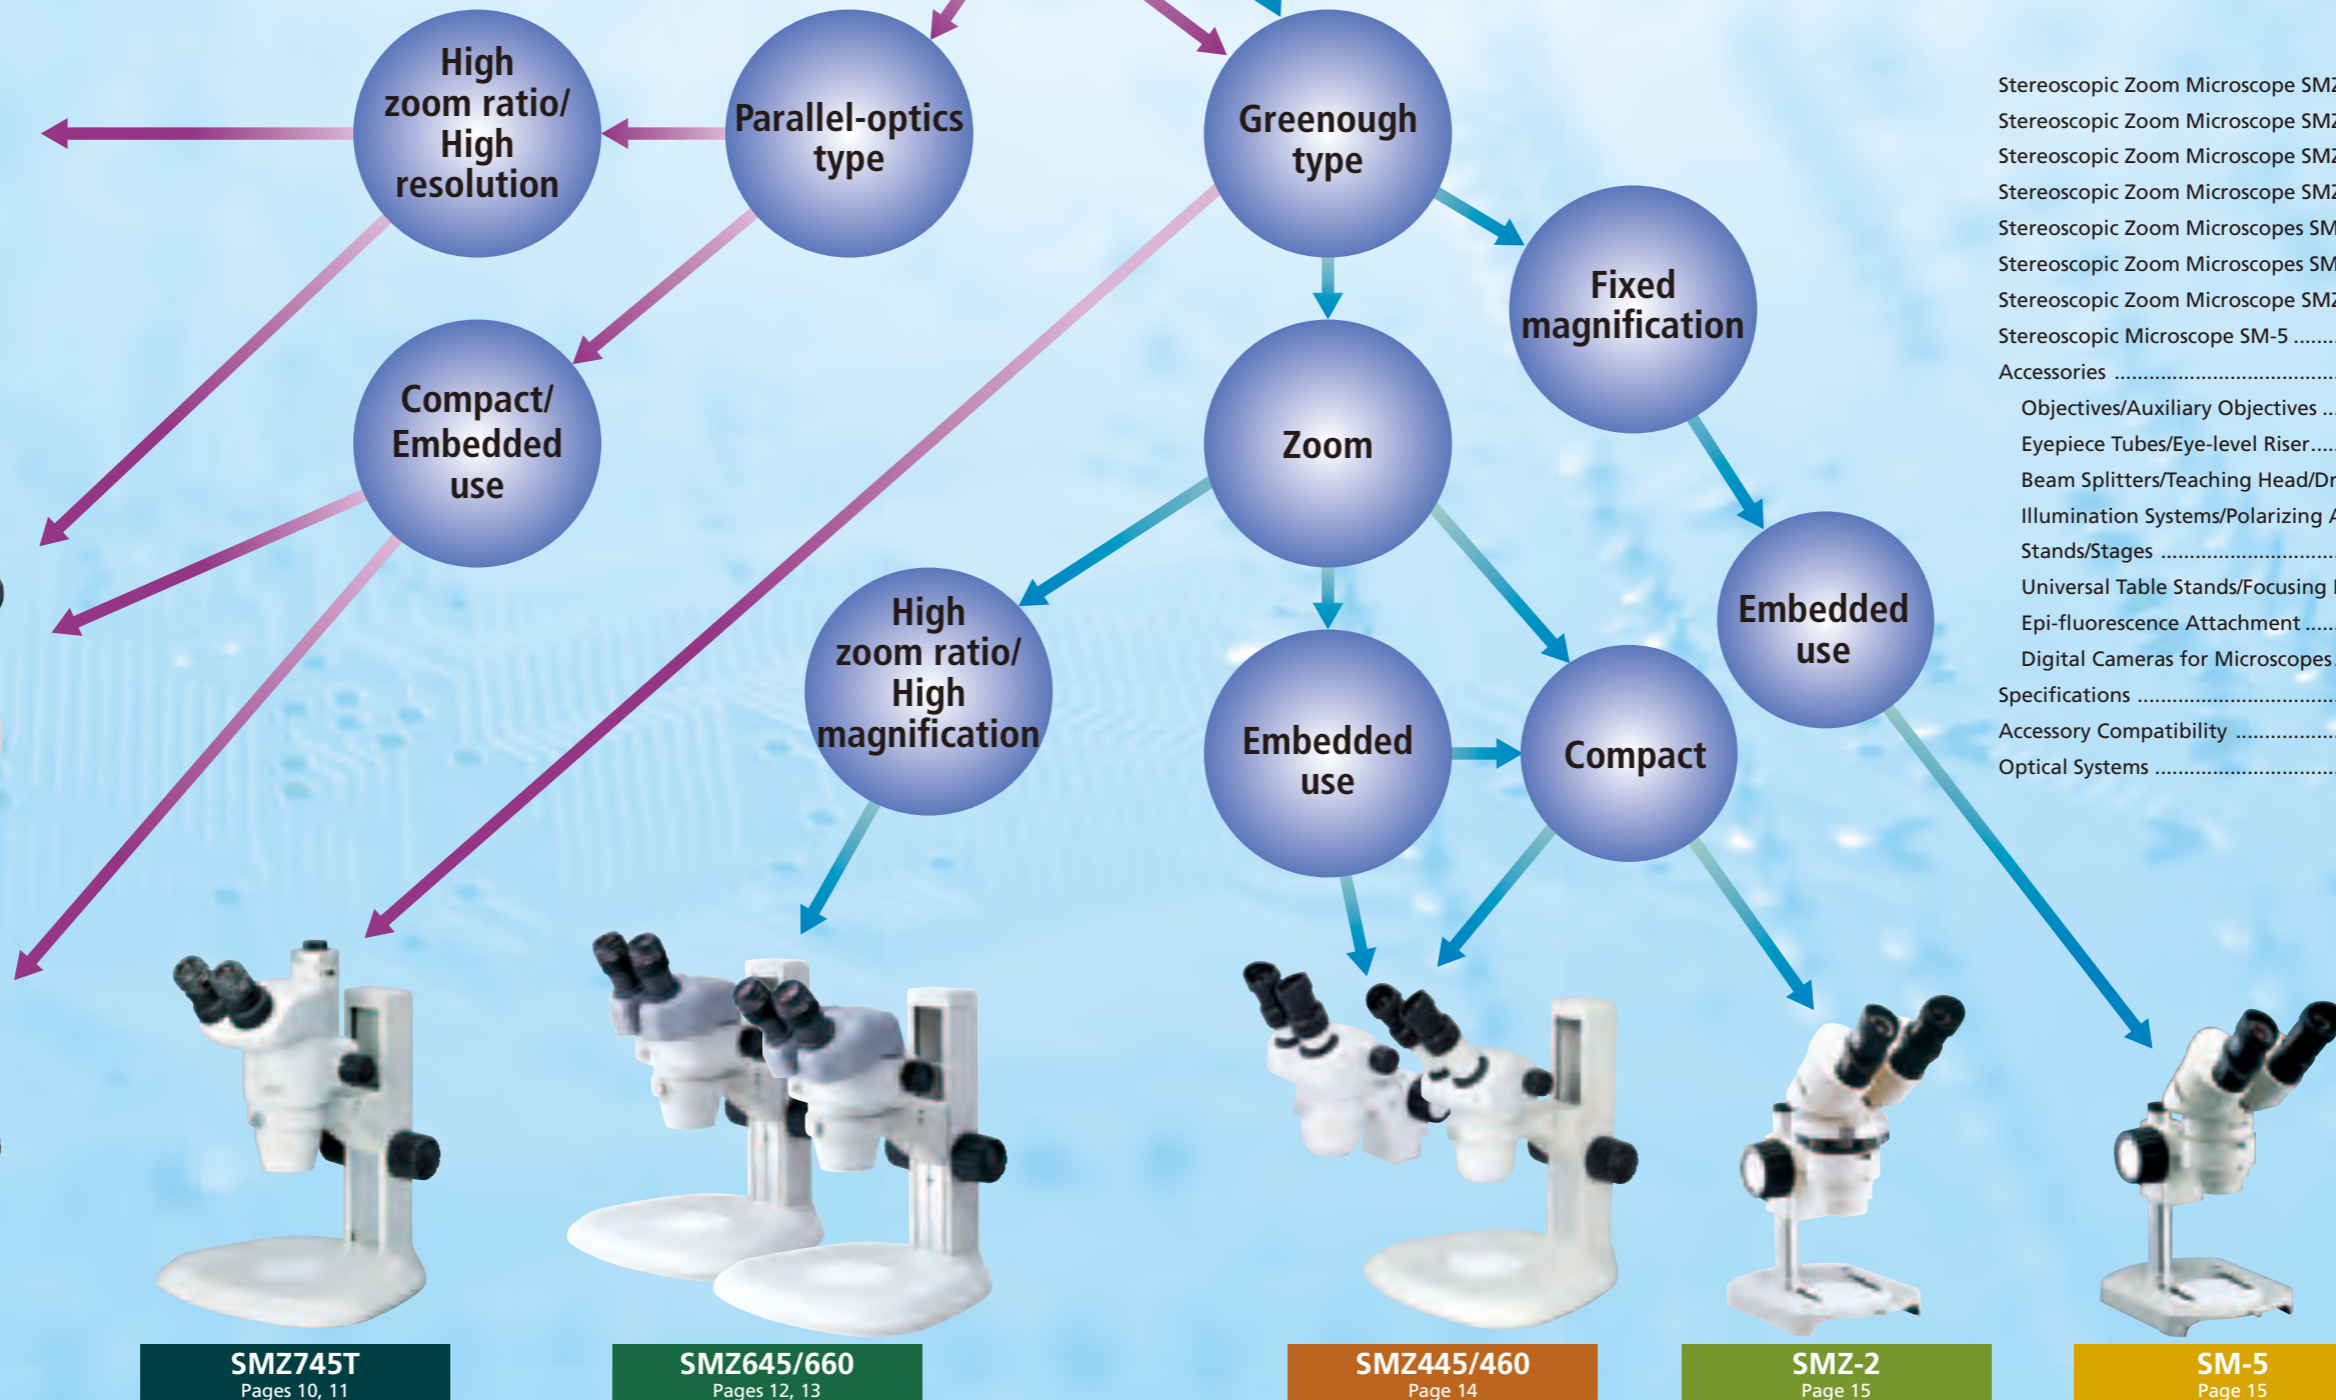 High
zoom ratio/
High
resolution
Parallel-optics
type
Greenough
type
Fixed
magnification
Compact/
Embedded
use
Zoom
High
zoom ratio/
High
magnification
Embedded
use
Compact
Embedded
use
Stereoscopic Zoom Microscope
Stereoscopic Zoom Microscope
Stereoscopic Zoom Microscope
Stereoscopic Zoom Microscope
Stereoscopic Zoom Microscopes
Stereoscopic Zoom Microscopes
Stereoscopic Zoom Microscope
Stereoscopic Microscope SM-5
Accessories
Objectives/Auxiliary Objectives
Eyepiece Tubes/Eye-level Riser
Beam Splitters/Teaching Head/
Illumination Systems/Polarizing
Stands/Stages
Universal Table Stands/Focusing
Epi-fluorescence Attachment
Digital Cameras for Microscopes
Specifications
Accessory Compatibility
Optical Systems
SMZ745T
Pages 10, 11
SMZ645/660
Pages 12, 13
SMZ445/460
Page 14
SMZ-2
Page 15
SM-5
Page 15